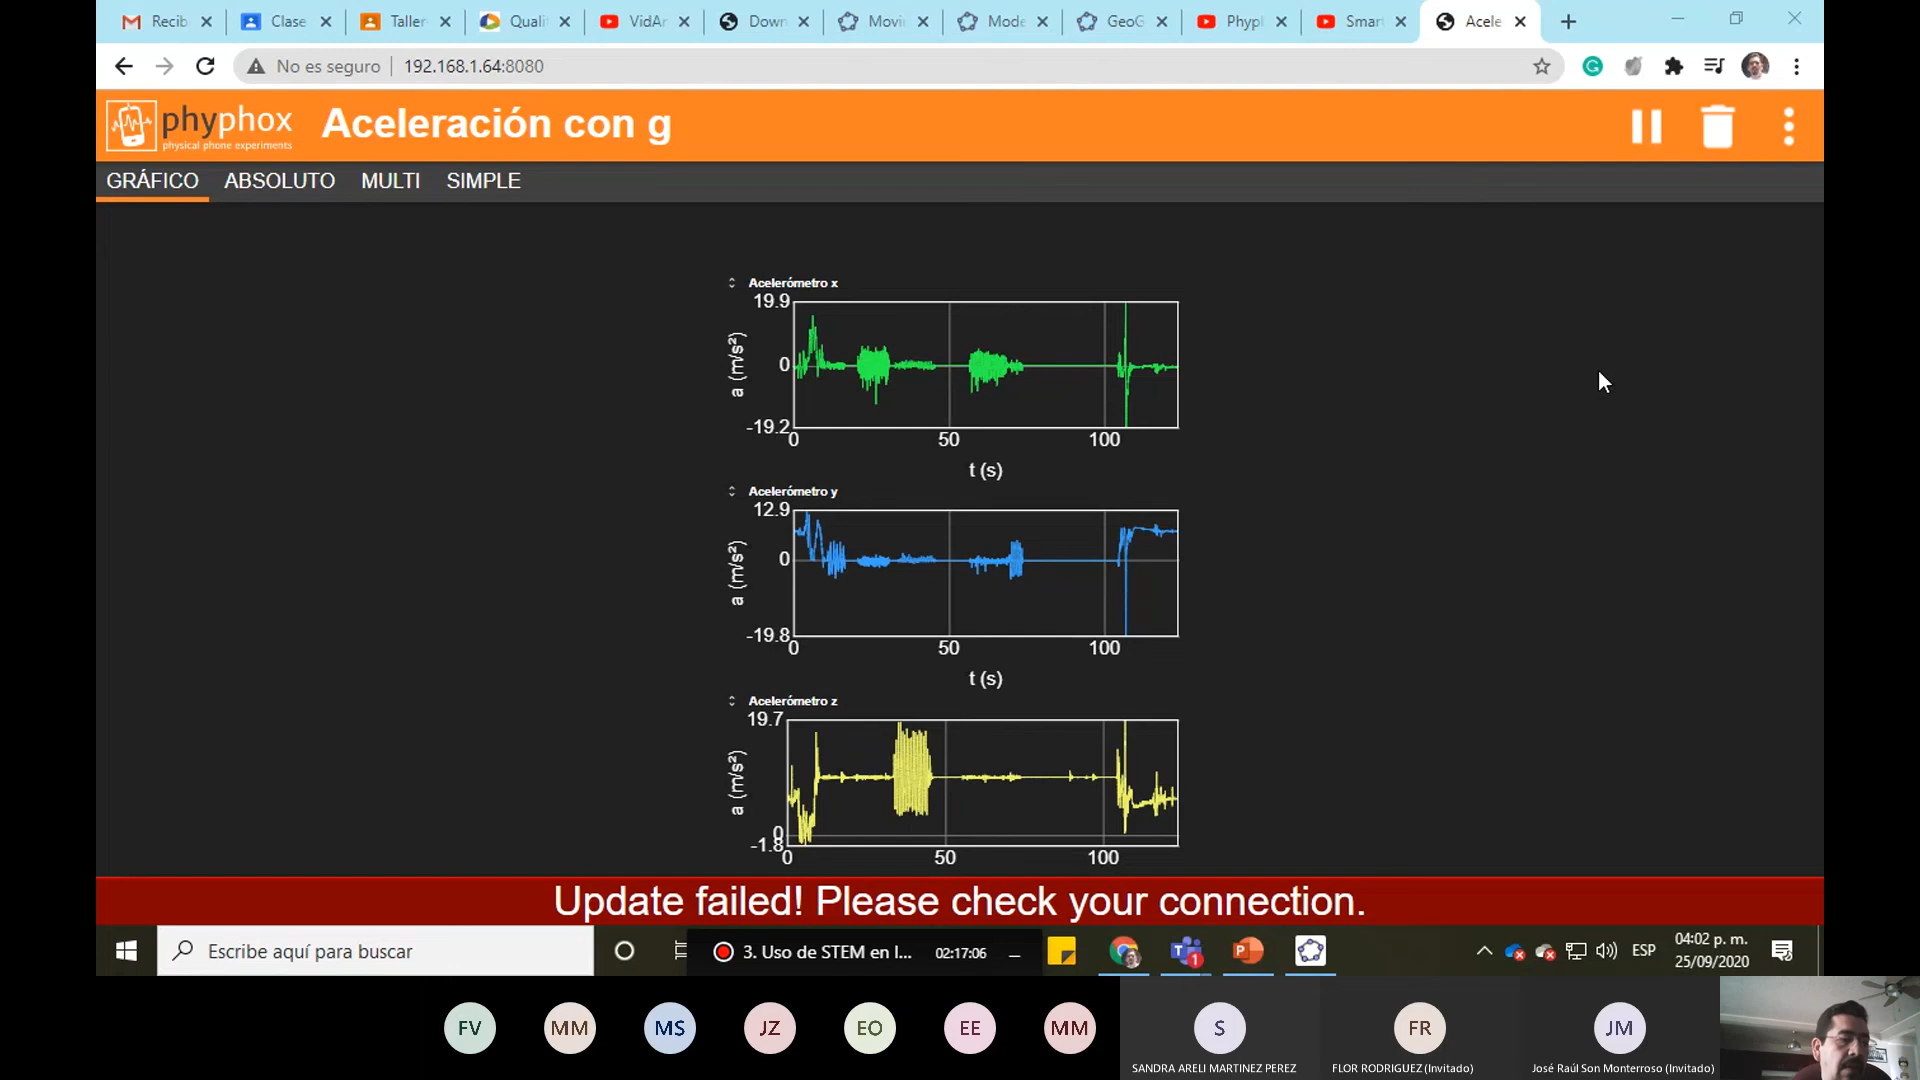 Recib
Clase
Taller
Quali
VidAr
Down
Movi
Mode
GeoG
Phyp
Smar
Acele
No es seguro
192.168.1.64:8080
phyphox
physical phone experiments
Aceleración con g
GRÁFICO
ABSOLUTO
MULTI
SIMPLE
Acelerómetro x
19.9
0
-19.2
a (m/s²)
0 50 100
t (s)
Acelerómetro y
12.9
0
-19.8
a (m/s²)
0 50 100
t (s)
Acelerómetro z
19.7
0
-1.8
a (m/s²)
0 50 100
Update failed! Please check your connection.
Escribe aquí para buscar
3. Uso de STEM en l...
02:17:06
1
ESP
04:02 p. m.
25/09/2020
FV
MM
MS
JZ
EO
EE
MM
S
FR
JM
SANDRA ARELI MARTINEZ PEREZ
FLOR RODRIGUEZ (Invitado)
José Raúl Son Monterroso (Invitado)